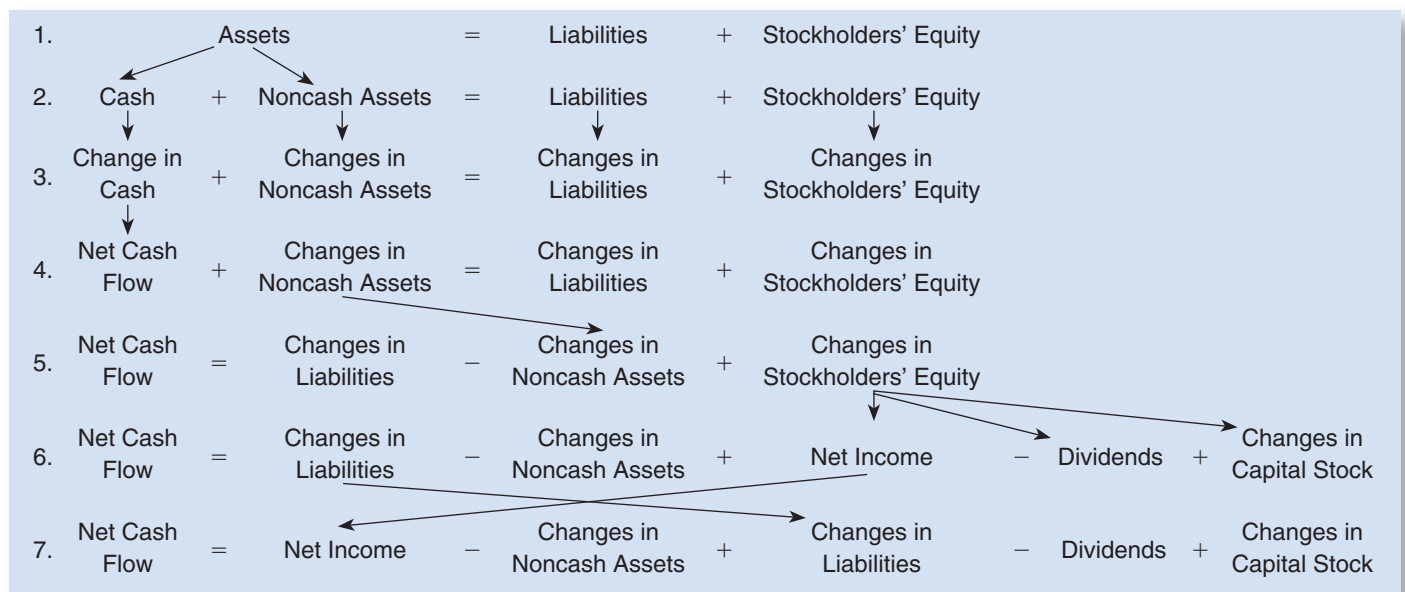 1. Assets = Liabilities + Stockholders' Equity
2. Cash + Noncash Assets = Liabilities + Stockholders' Equity
Change in Changes in Changes in Changes in
3. + = +
Cash Noncash Assets Liabilities Stockholders' Equity
Net Cash Changes in Changes in Changes in
4. + = +
Flow Noncash Assets Liabilities Stockholders' Equity
Net Cash Changes in Changes in Changes in
5. = − +
Flow Liabilities Noncash Assets Stockholders' Equity
Net Cash Changes in Changes in Changes in
6. = − + Net Income − Dividends +
Flow Liabilities Noncash Assets Capital Stock
Net Cash Changes in Changes in Changes in
7. = Net Income − + − Dividends +
Flow Noncash Assets Liabilities Capital Stock